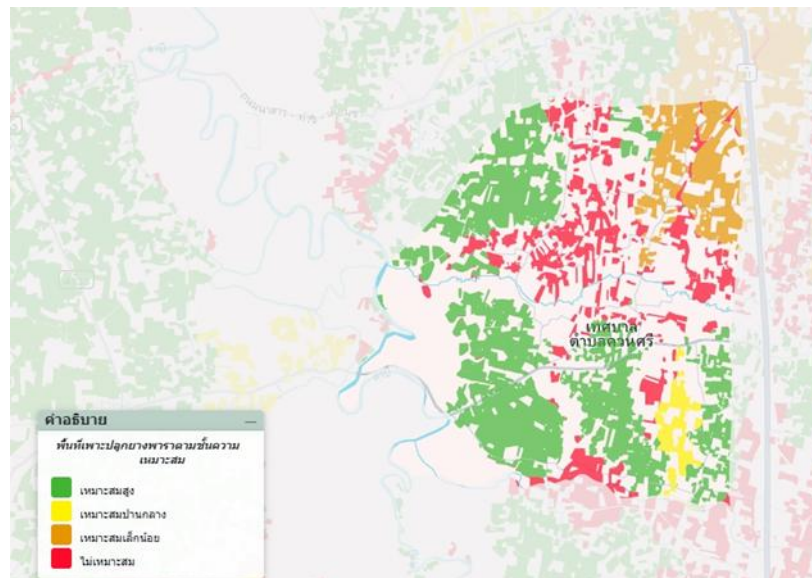 เทศบาล
ตำบลควนศรี
คำอธิบาย
พื้นที่เพาะปลูกยางพาราตามชั้นความ
เหมาะสม
เหมาะสมสูง
เหมาะสมปานกลาง
เหมาะสมเล็กน้อย
ไม่เหมาะสม